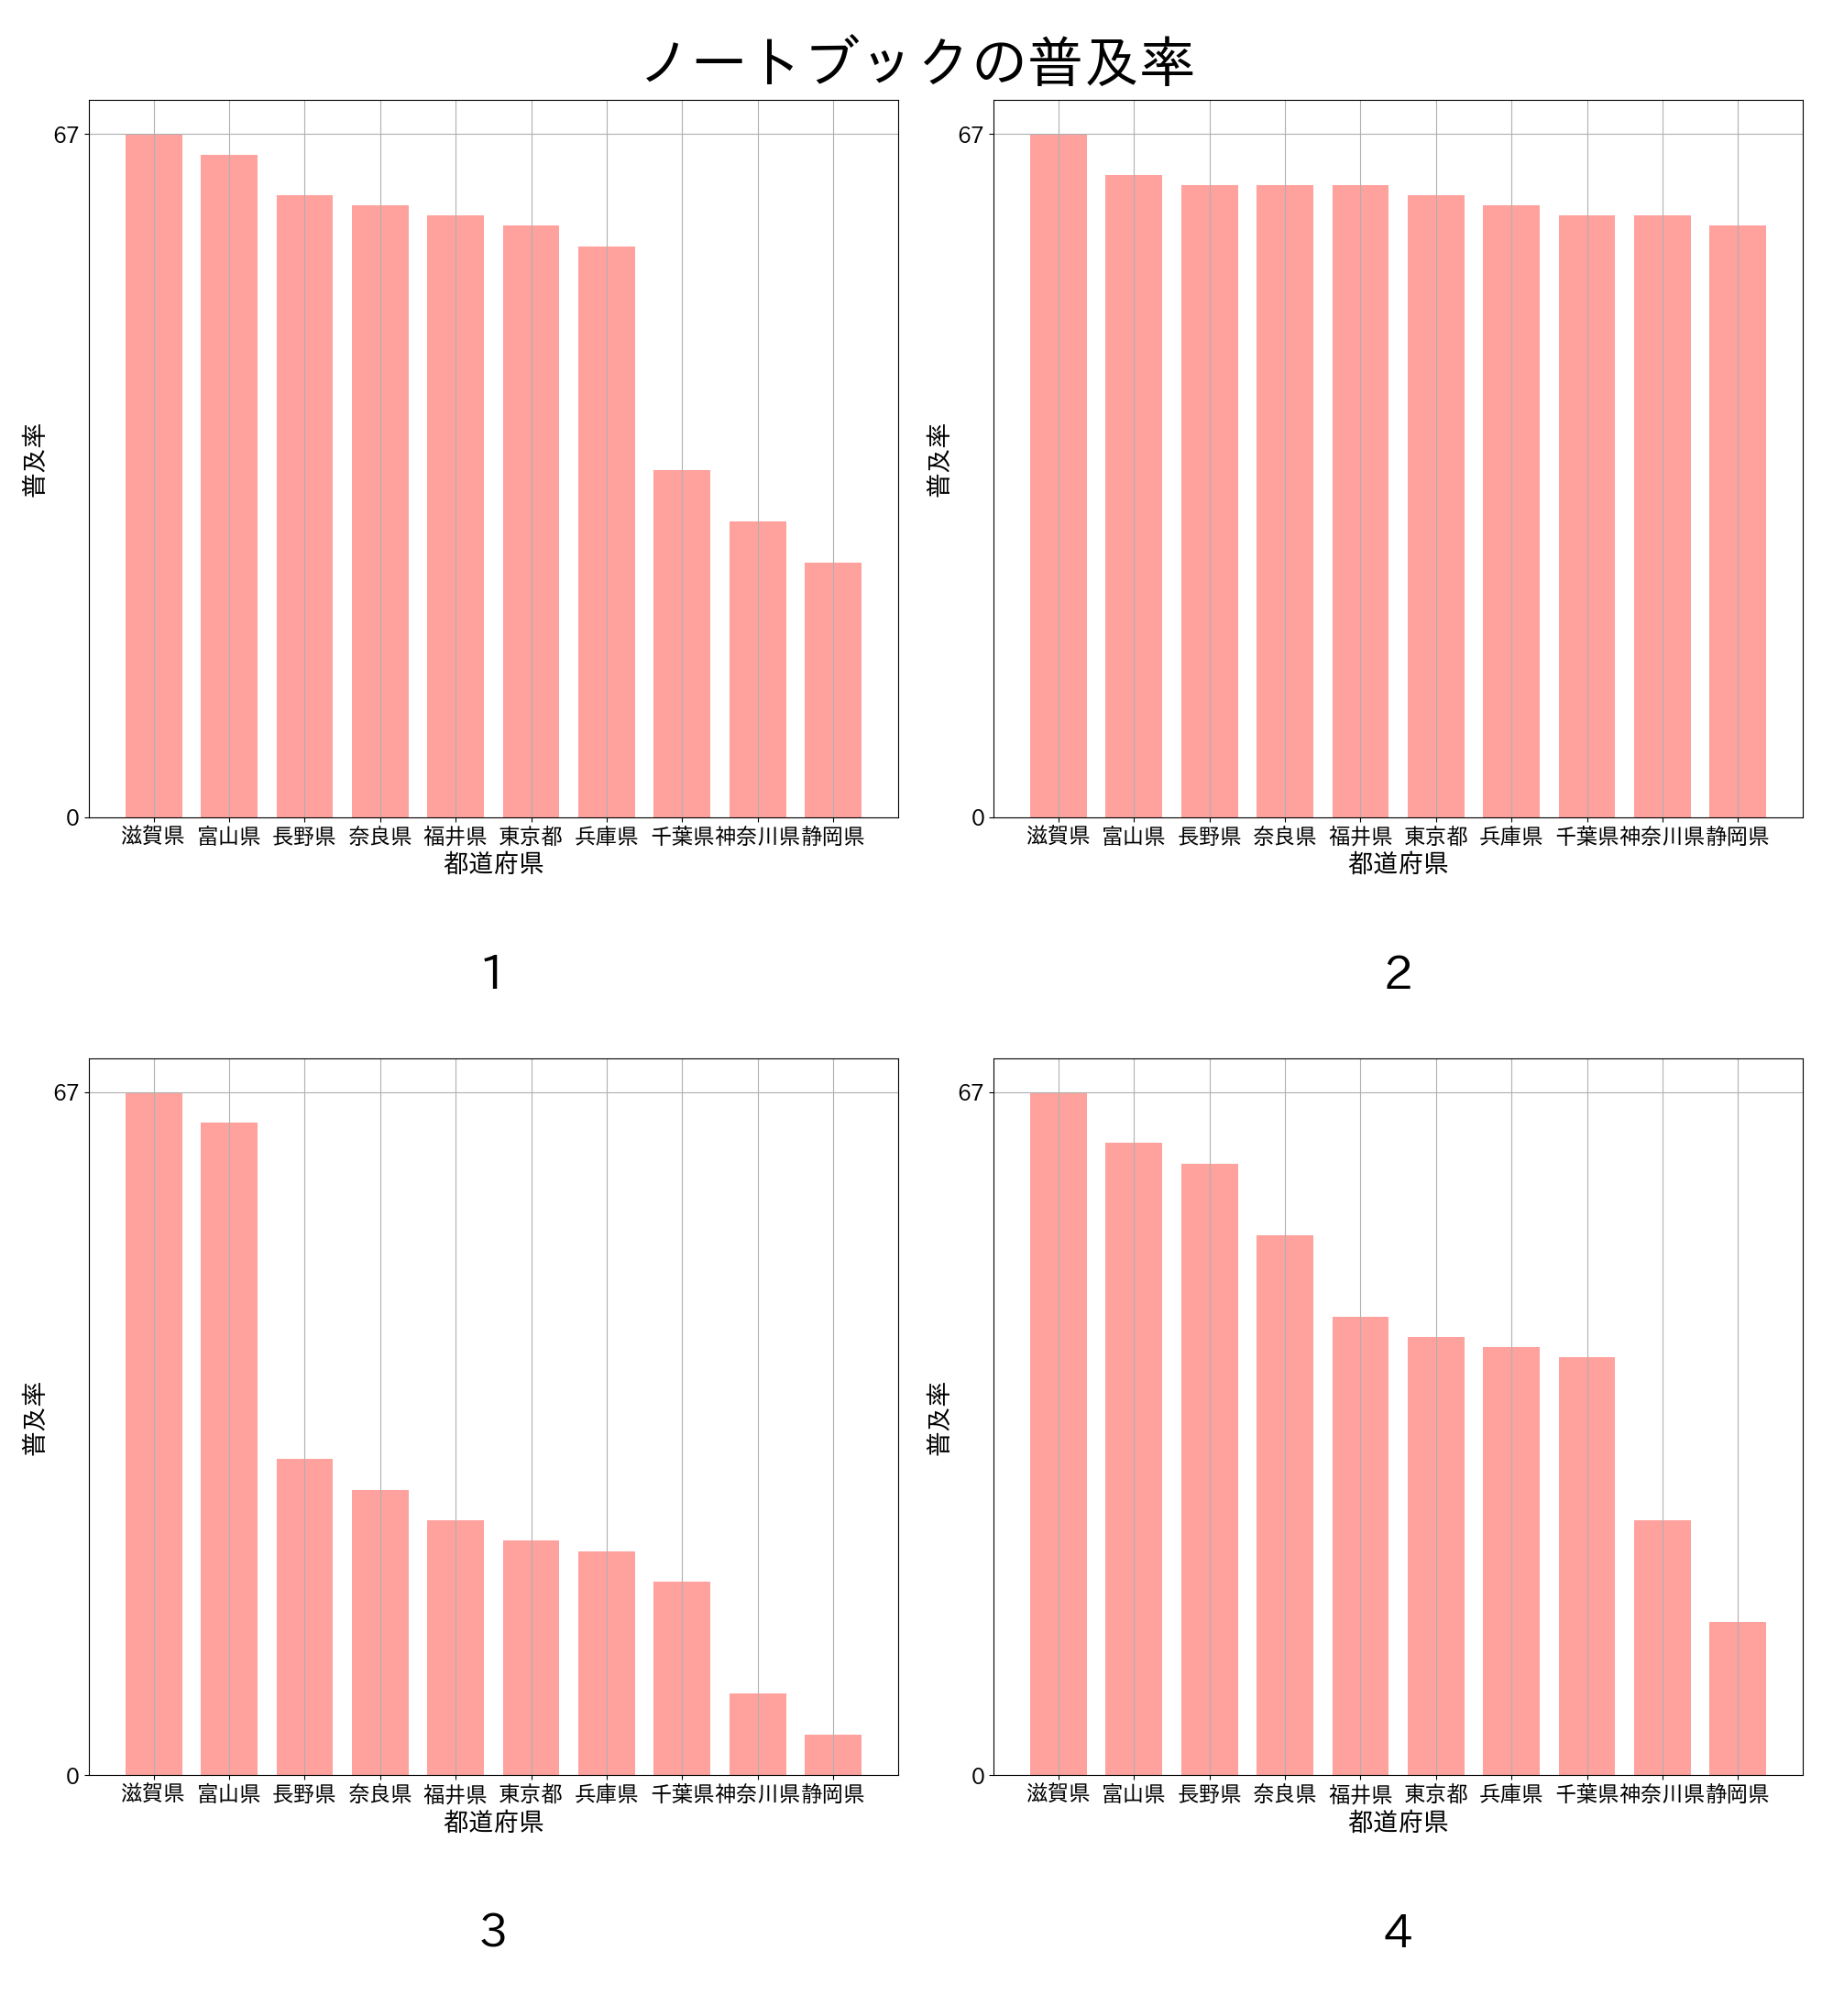 ノートブックの普及率
67
0
普及率
滋賀県 富山県 長野県 奈良県 福井県 東京都 兵庫県 千葉県 神奈川県 静岡県
都道府県
1
67
0
普及率
滋賀県 富山県 長野県 奈良県 福井県 東京都 兵庫県 千葉県 神奈川県 静岡県
都道府県
2
67
0
普及率
滋賀県 富山県 長野県 奈良県 福井県 東京都 兵庫県 千葉県 神奈川県 静岡県
都道府県
3
67
0
普及率
滋賀県 富山県 長野県 奈良県 福井県 東京都 兵庫県 千葉県 神奈川県 静岡県
都道府県
4